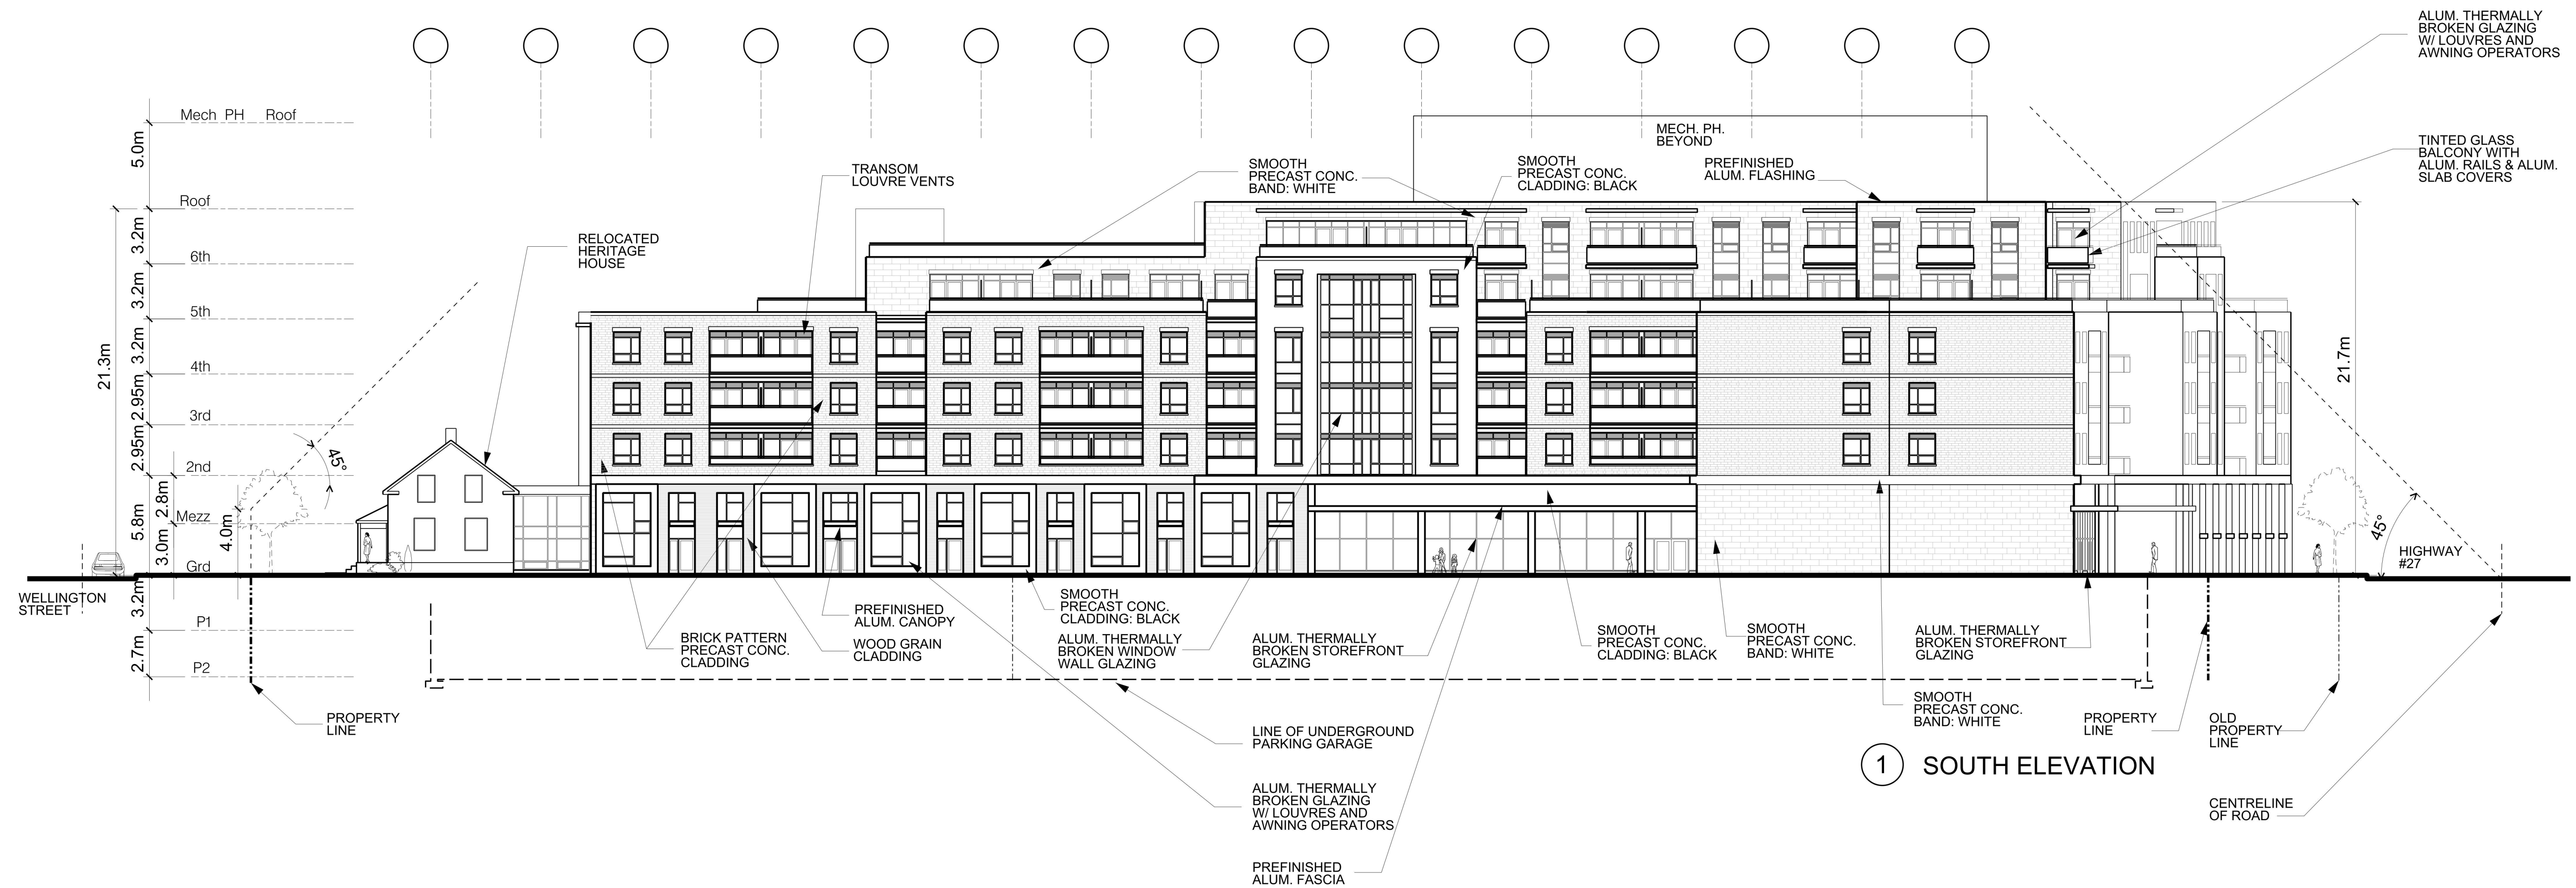 ALUM. THERMALLY
BROKEN GLAZING
W/ LOUVRES AND
AWNING OPERATORS
Mech PH Roof
5.0m
MECH. PH.
BEYOND
TINTED GLASS
BALCONY WITH
ALUM. RAILS & ALUM.
SLAB COVERS
TRANSOM
LOUVRE VENTS
SMOOTH
PRECAST CONC.
BAND: WHITE
SMOOTH
PRECAST CONC.
CLADDING: BLACK
PREFINISHED
ALUM. FLASHING
Roof
3.2m
RELOCATED
HERITAGE
HOUSE
6th
3.2m
5th
3.2m
21.3m
21.7m
4th
2.95m
3rd
2.95m
45°
2nd
2.8m
5.8m
Mezz
4.0m
3.0m
45°
HIGHWAY
#27
Grd
WELLINGTON
STREET
3.2m
P1
2.7m
P2
SMOOTH
PRECAST CONC.
CLADDING: BLACK
PREFINISHED
ALUM. CANOPY
BRICK PATTERN
PRECAST CONC.
CLADDING
WOOD GRAIN
CLADDING
ALUM. THERMALLY
BROKEN WINDOW
WALL GLAZING
ALUM. THERMALLY
BROKEN STOREFRONT
GLAZING
SMOOTH
PRECAST CONC.
CLADDING: BLACK
SMOOTH
PRECAST CONC.
BAND: WHITE
ALUM. THERMALLY
BROKEN STOREFRONT
GLAZING
SMOOTH
PRECAST CONC.
BAND: WHITE
PROPERTY
LINE
LINE OF UNDERGROUND
PARKING GARAGE
PROPERTY
LINE
OLD
PROPERTY
LINE
1 SOUTH ELEVATION
ALUM. THERMALLY
BROKEN GLAZING
W/ LOUVRES AND
AWNING OPERATORS
CENTRELINE
OF ROAD
PREFINISHED
ALUM. FASCIA